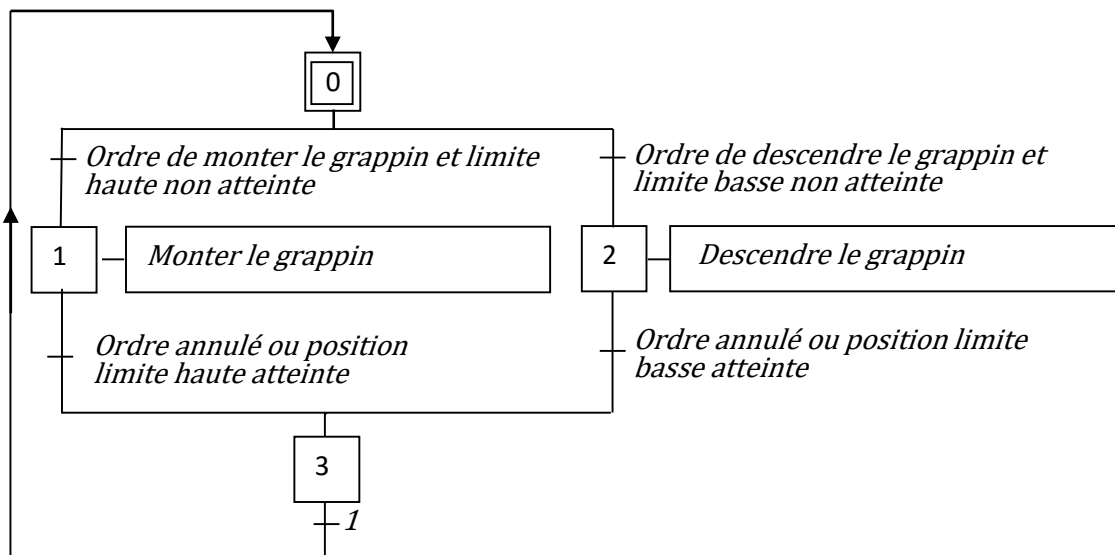 0
Ordre de monter le grappin et limite
haute non atteinte
Ordre de descendre le grappin et
limite basse non atteinte
1
Monter le grappin
2
Descendre le grappin
Ordre annulé ou position
limite haute atteinte
Ordre annulé ou position limite
basse atteinte
3
1